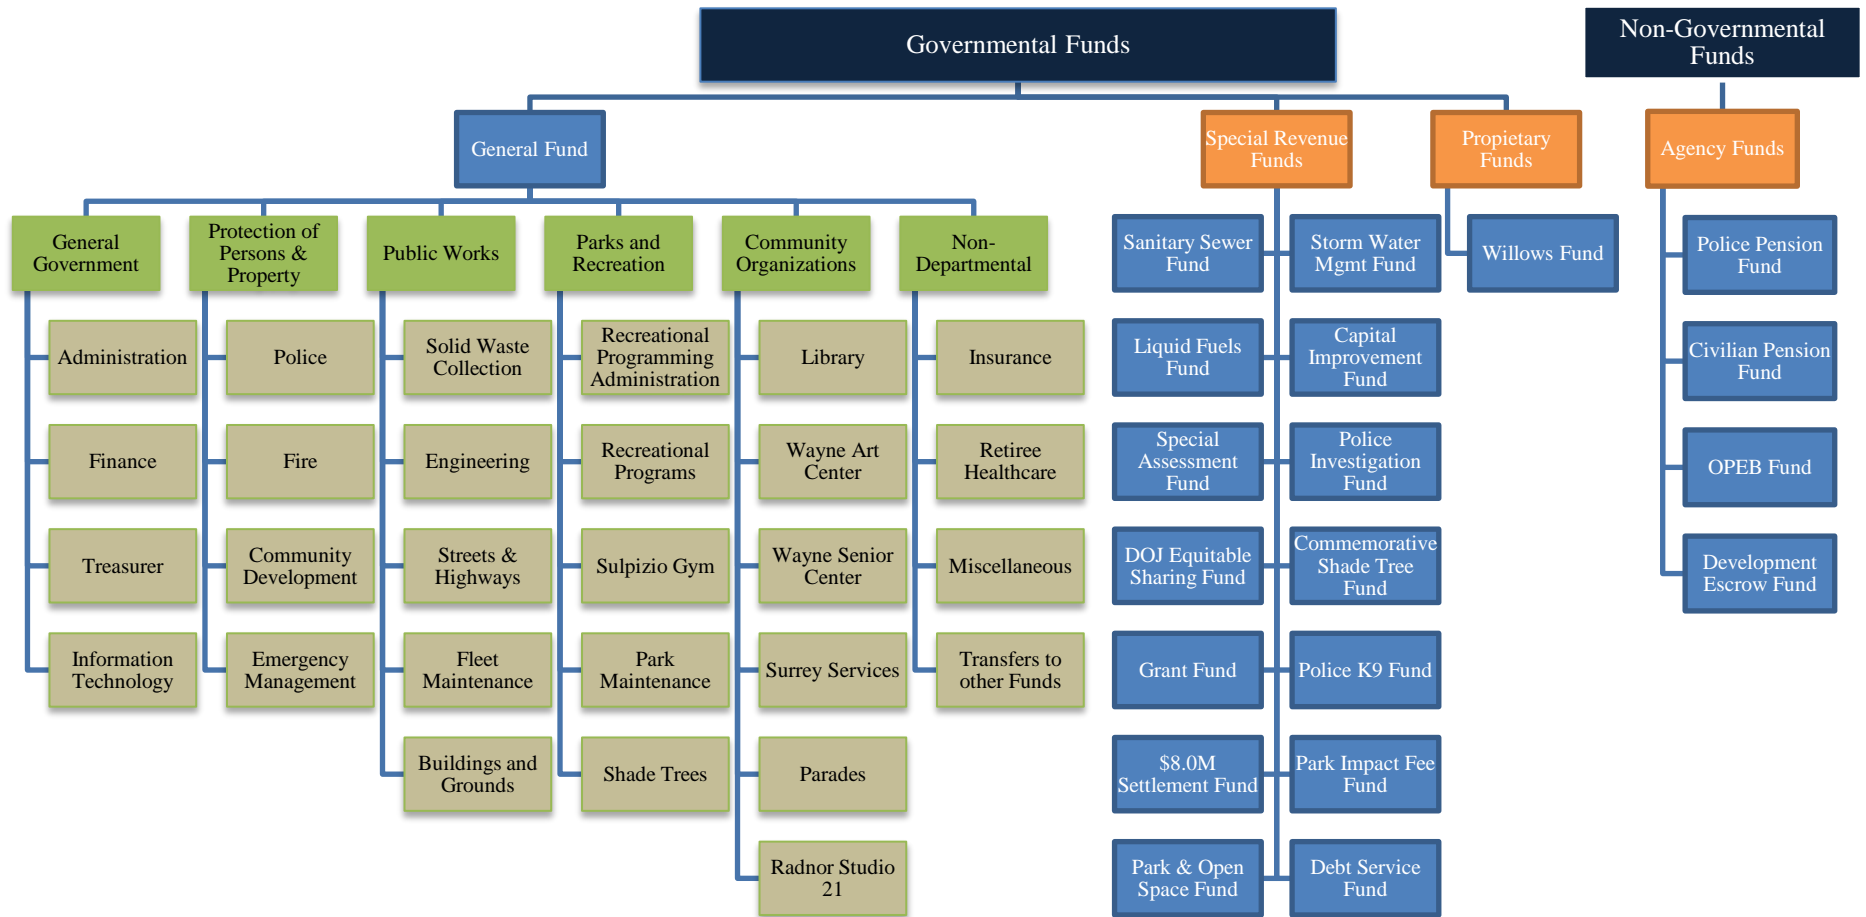 Governmental Funds
Non-Governmental
Funds
General Fund
Special Revenue
Funds
Propietary
Funds
Agency Funds
General
Government
Protection of
Persons &
Property
Public Works
Parks and
Recreation
Community
Organizations
Non-
Departmental
Administration
Finance
Treasurer
Information
Technology
Police
Fire
Community
Development
Emergency
Management
Solid Waste
Collection
Engineering
Streets &
Highways
Fleet
Maintenance
Buildings and
Grounds
Recreational
Programming
Administration
Recreational
Programs
Sulpizio Gym
Park
Maintenance
Shade Trees
Library
Wayne Art
Center
Wayne Senior
Center
Surrey Services
Parades
Radnor Studio
21
Insurance
Retiree
Healthcare
Miscellaneous
Transfers to
other Funds
Sanitary Sewer
Fund
Storm Water
Mgmt Fund
Liquid Fuels
Fund
Capital
Improvement
Fund
Special
Assessment
Fund
Police
Investigation
Fund
DOJ Equitable
Sharing Fund
Commemorative
Shade Tree
Fund
Grant Fund
Police K9 Fund
$8.0M
Settlement Fund
Park Impact Fee
Fund
Park & Open
Space Fund
Debt Service
Fund
Willows Fund
Police Pension
Fund
Civilian Pension
Fund
OPEB Fund
Development
Escrow Fund